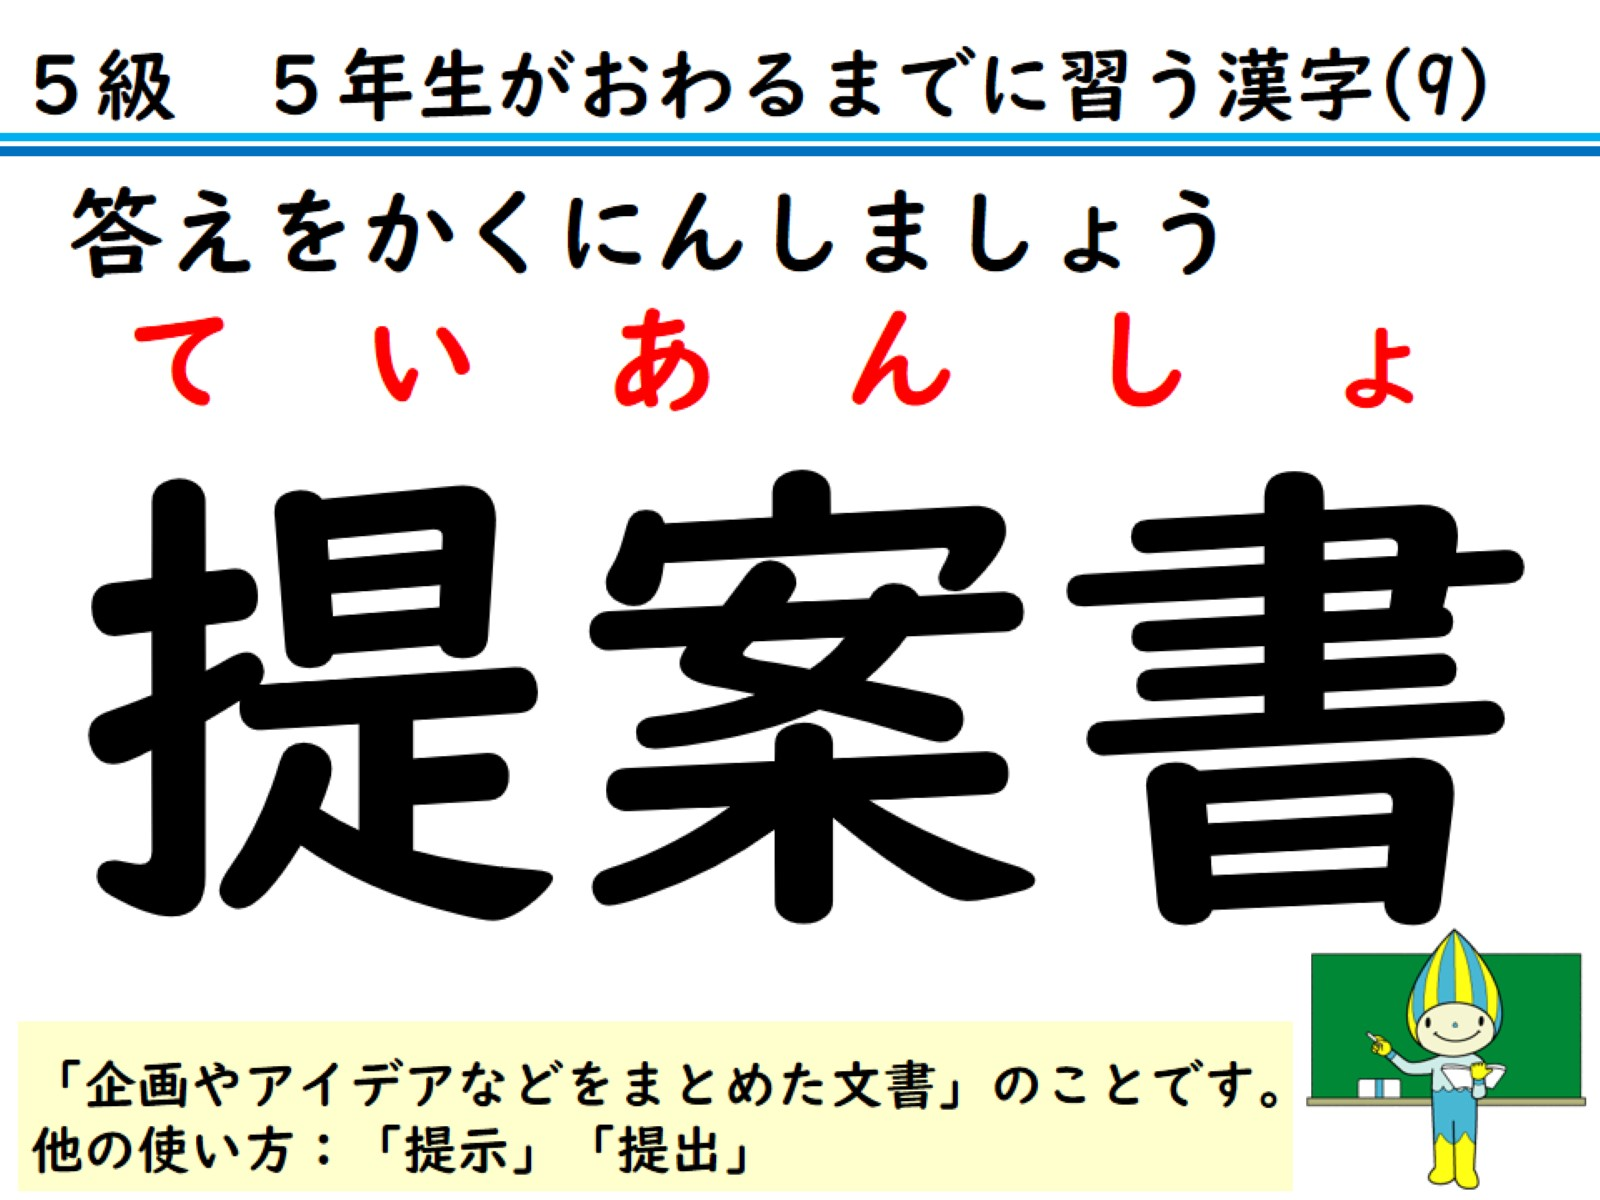 ５級　５年生がおわるまでに習う漢字(9)
答えをかくにんしましょう
てい　あん　しょ
提案書
「企画やアイデアなどをまとめた文書」のことです。
他の使い方：「提示」「提出」